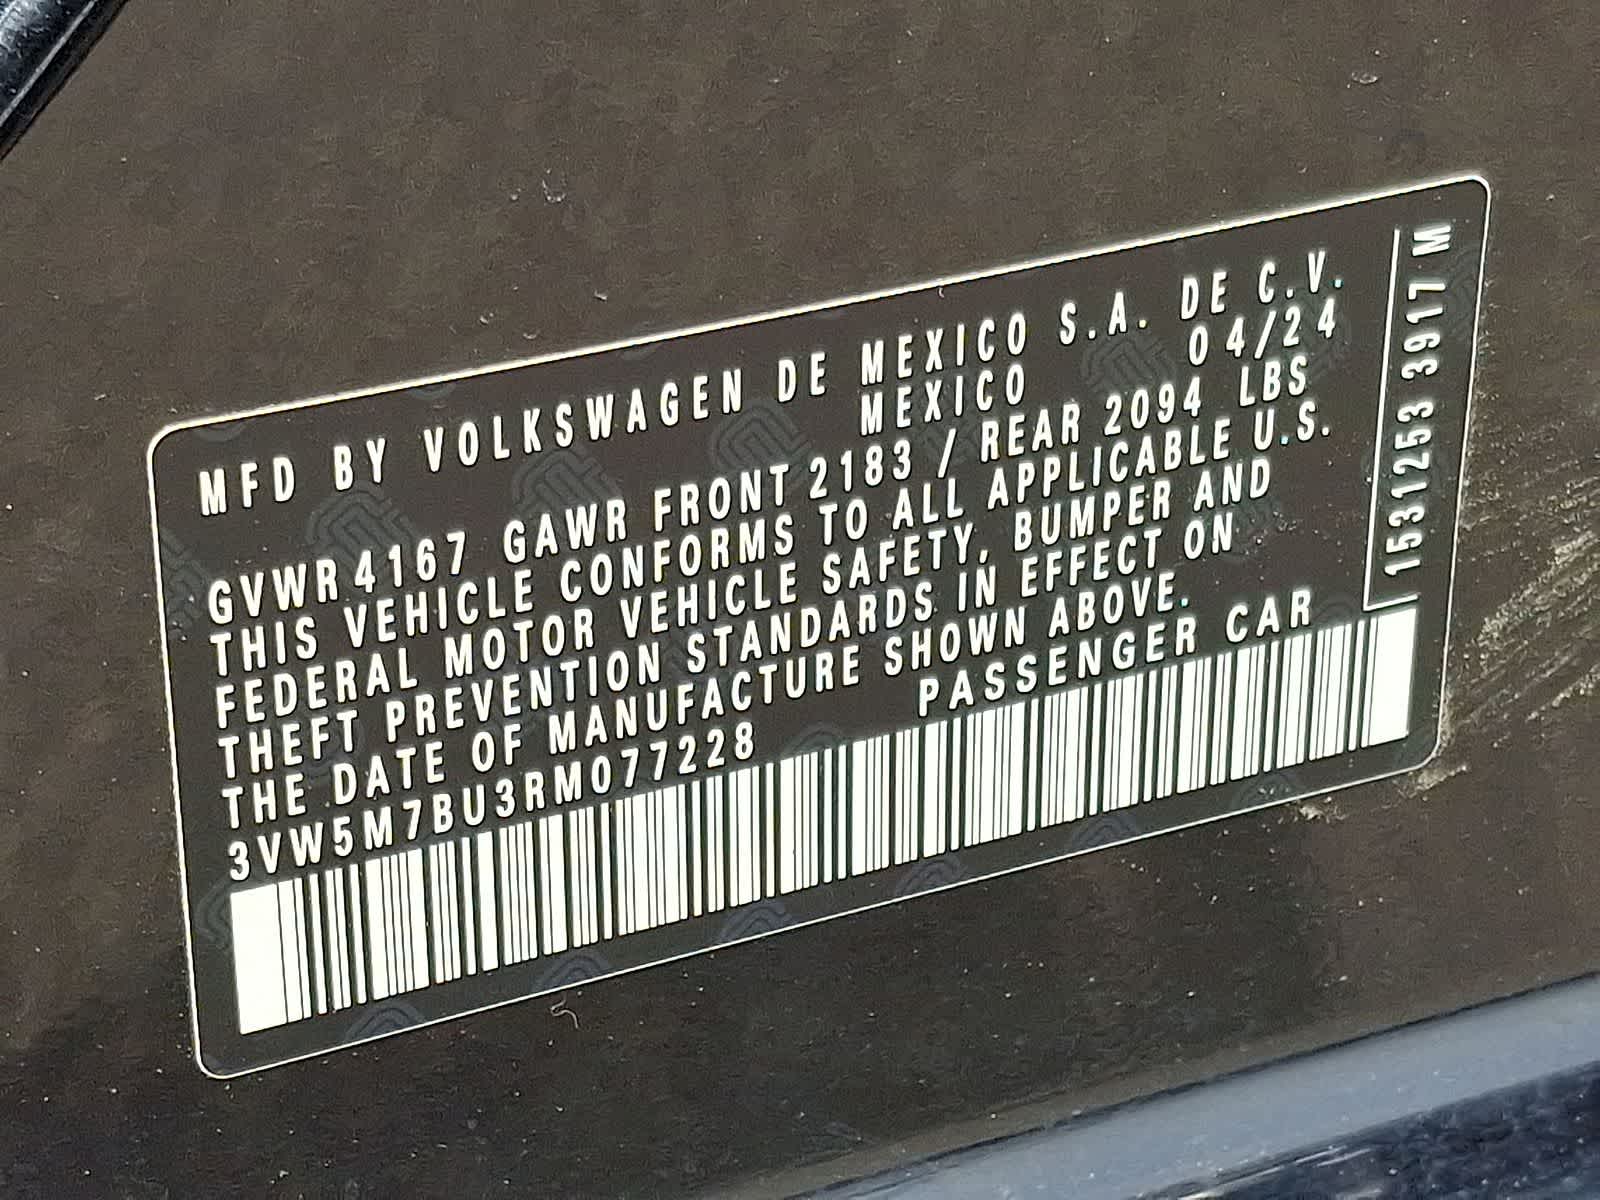 MFD BY VOLKSWAGEN DE MEXICO S.A. DE C.V.
MEXICO 04/24
GVWR 4167 GAWR FRONT 2183 / REAR 2094 LBS
THIS VEHICLE CONFORMS TO ALL APPLICABLE U.S.
FEDERAL MOTOR VEHICLE SAFETY, BUMPER AND
THEFT PREVENTION STANDARDS IN EFFECT ON
THE DATE OF MANUFACTURE SHOWN ABOVE.
3VW5M7BU3RM077228 PASSENGER CAR
1531253 3917 M